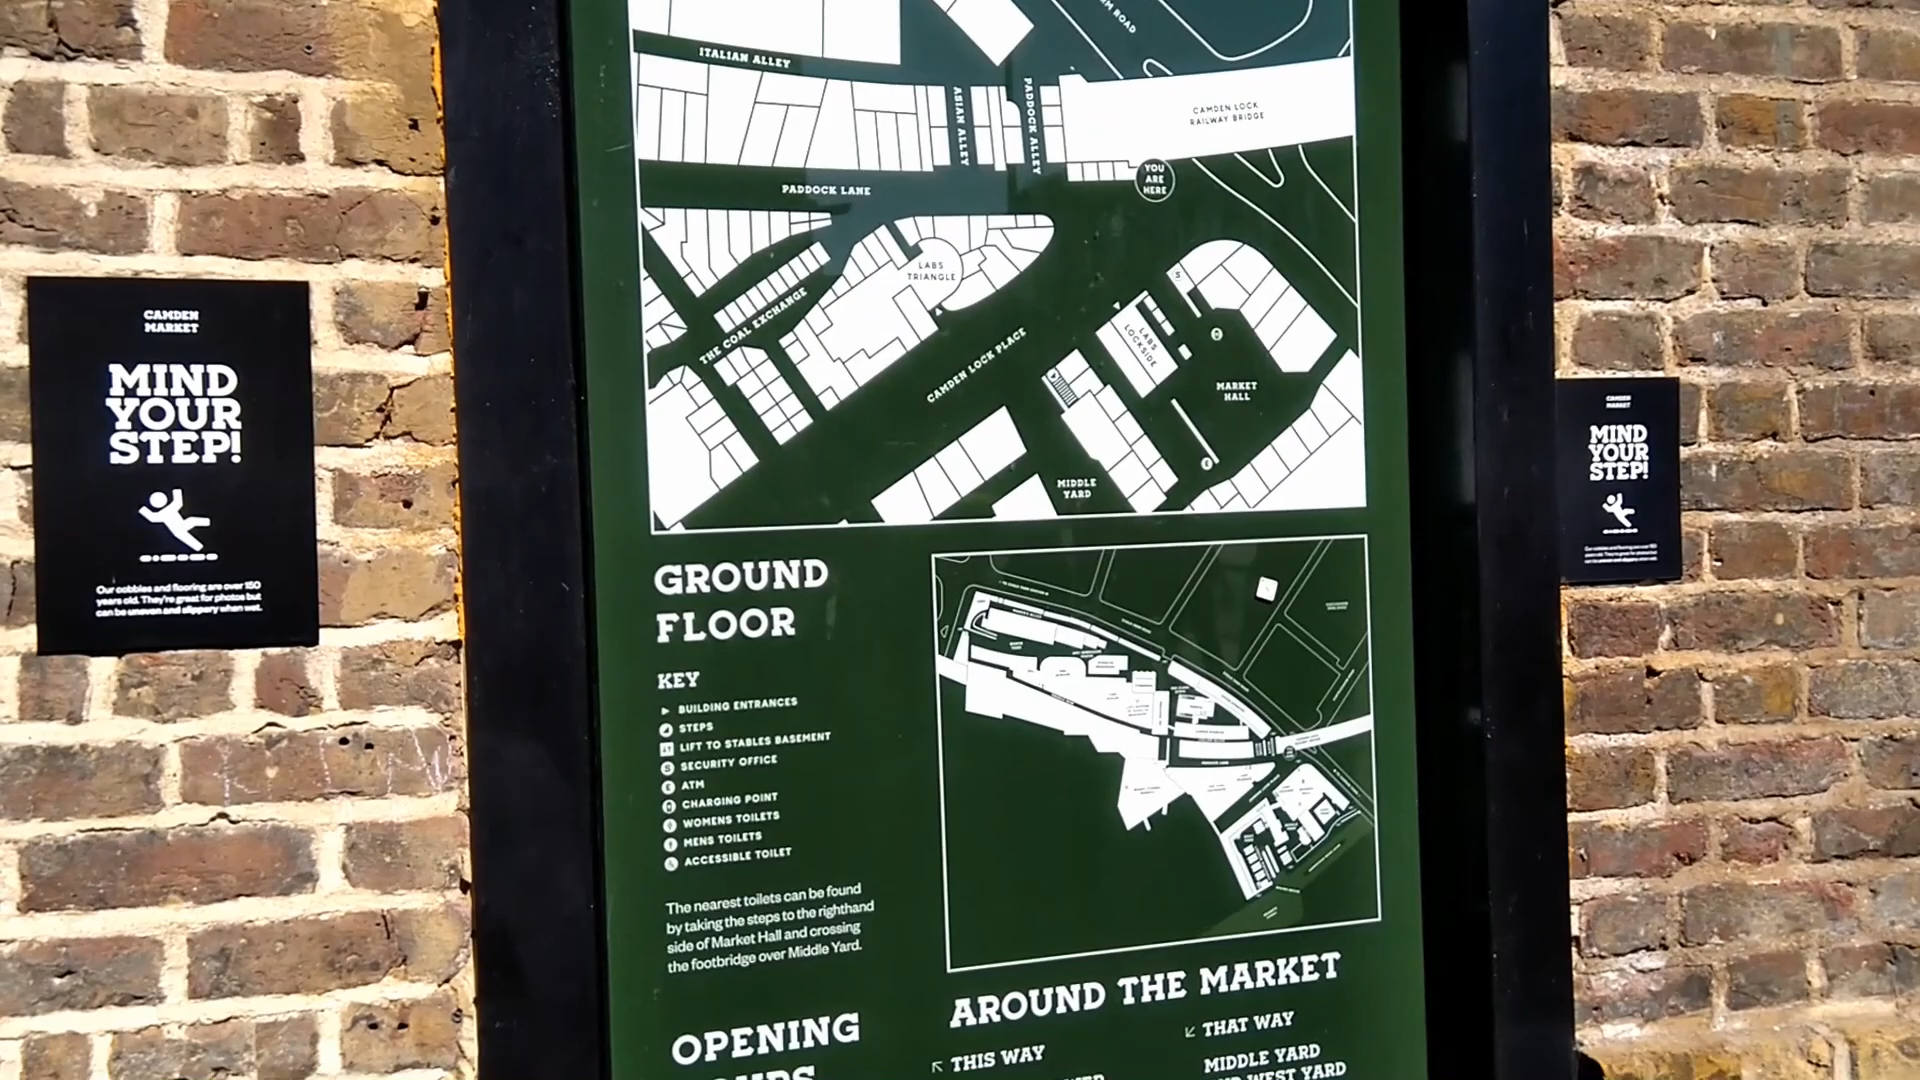 CAMDEN
MARKET
MIND
YOUR
STEP!
Our cobbles and flooring are over 150
years old. They're great for photos but
can be uneven and slippery when wet.
ITALIAN ALLEY
ASIAN ALLEY
PADDOCK ALLEY
ROAD
CAMDEN LOCK
RAILWAY BRIDGE
YOU
ARE
HERE
PADDOCK LANE
LABS
TRIANGLE
THE COAL EXCHANGE
CAMDEN LOCK PLACE
S
LABS
LOCKSIDE
MARKET
HALL
MIDDLE
YARD
GROUND
FLOOR
KEY
BUILDING ENTRANCES
STEPS
LIFT TO STABLES BASEMENT
SECURITY OFFICE
ATM
CHARGING POINT
WOMENS TOILETS
MENS TOILETS
ACCESSIBLE TOILET
The nearest toilets can be found
by taking the steps to the righthand
side of Market Hall and crossing
the footbridge over Middle Yard.
OPENING
AROUND THE MARKET
THIS WAY
THAT WAY
MIDDLE YARD
WEST YARD
CAMDEN
MARKET
MIND
YOUR
STEP!